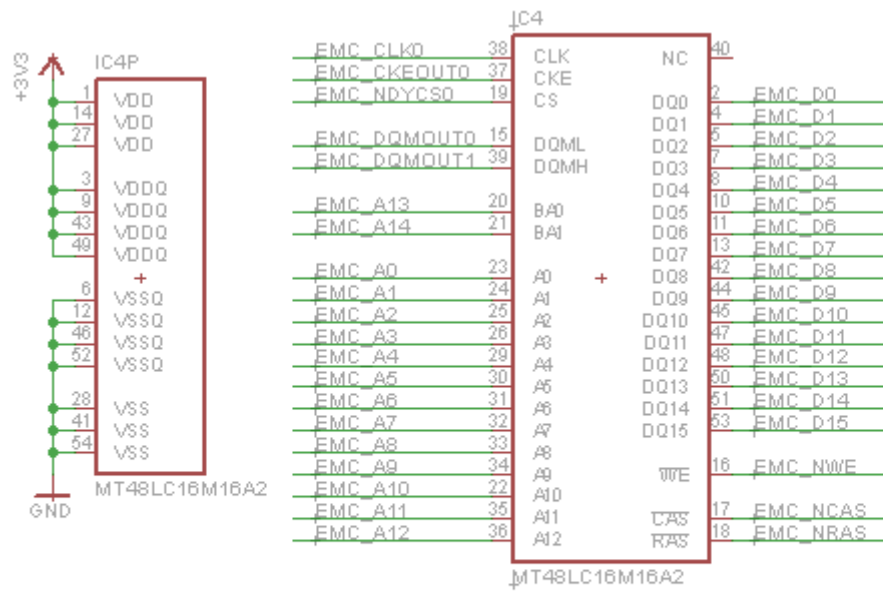 +3V3
IC4P
1 VDD
14 VDD
27 VDD
3 VDDQ
9 VDDQ
43 VDDQ
49 VDDQ
6 VSSQ
12 VSSQ
46 VSSQ
52 VSSQ
28 VSS
41 VSS
54 VSS
MT48LC16M16A2
GND
IC4
EMC_CLK0 38 CLK
EMC_CKEOUT0 37 CKE
EMC_NDYCS0 19 CS
EMC_DQMOUT0 15 DQML
EMC_DQMOUT1 39 DQMH
EMC_A13 20 BA0
EMC_A14 21 BA1
EMC_A0 23 A0
EMC_A1 24 A1
EMC_A2 25 A2
EMC_A3 26 A3
EMC_A4 29 A4
EMC_A5 30 A5
EMC_A6 31 A6
EMC_A7 32 A7
EMC_A8 33 A8
EMC_A9 34 A9
EMC_A10 22 A10
EMC_A11 35 A11
EMC_A12 36 A12
NC 40
DQ0 2 EMC_D0
DQ1 4 EMC_D1
DQ2 5 EMC_D2
DQ3 7 EMC_D3
DQ4 8 EMC_D4
DQ5 10 EMC_D5
DQ6 11 EMC_D6
DQ7 13 EMC_D7
DQ8 42 EMC_D8
DQ9 44 EMC_D9
DQ10 45 EMC_D10
DQ11 47 EMC_D11
DQ12 48 EMC_D12
DQ13 50 EMC_D13
DQ14 51 EMC_D14
DQ15 53 EMC_D15
WE 16 EMC_NWE
CAS 17 EMC_NCAS
RAS 18 EMC_NRAS
MT48LC16M16A2